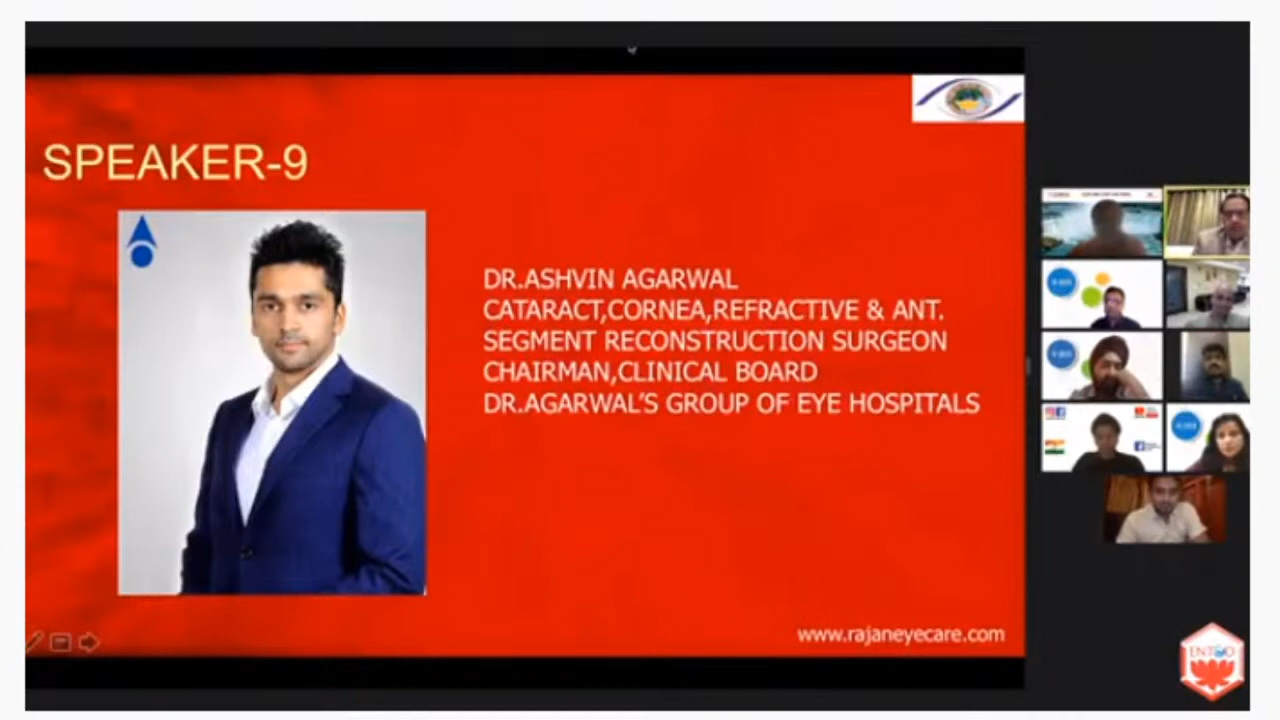 SPEAKER-9
DR.ASHVIN AGARWAL
CATARACT,CORNEA,REFRACTIVE & ANT.
SEGMENT RECONSTRUCTION SURGEON
CHAIRMAN,CLINICAL BOARD
DR.AGARWAL'S GROUP OF EYE HOSPITALS
www.rajaneyecare.com
ENTOD